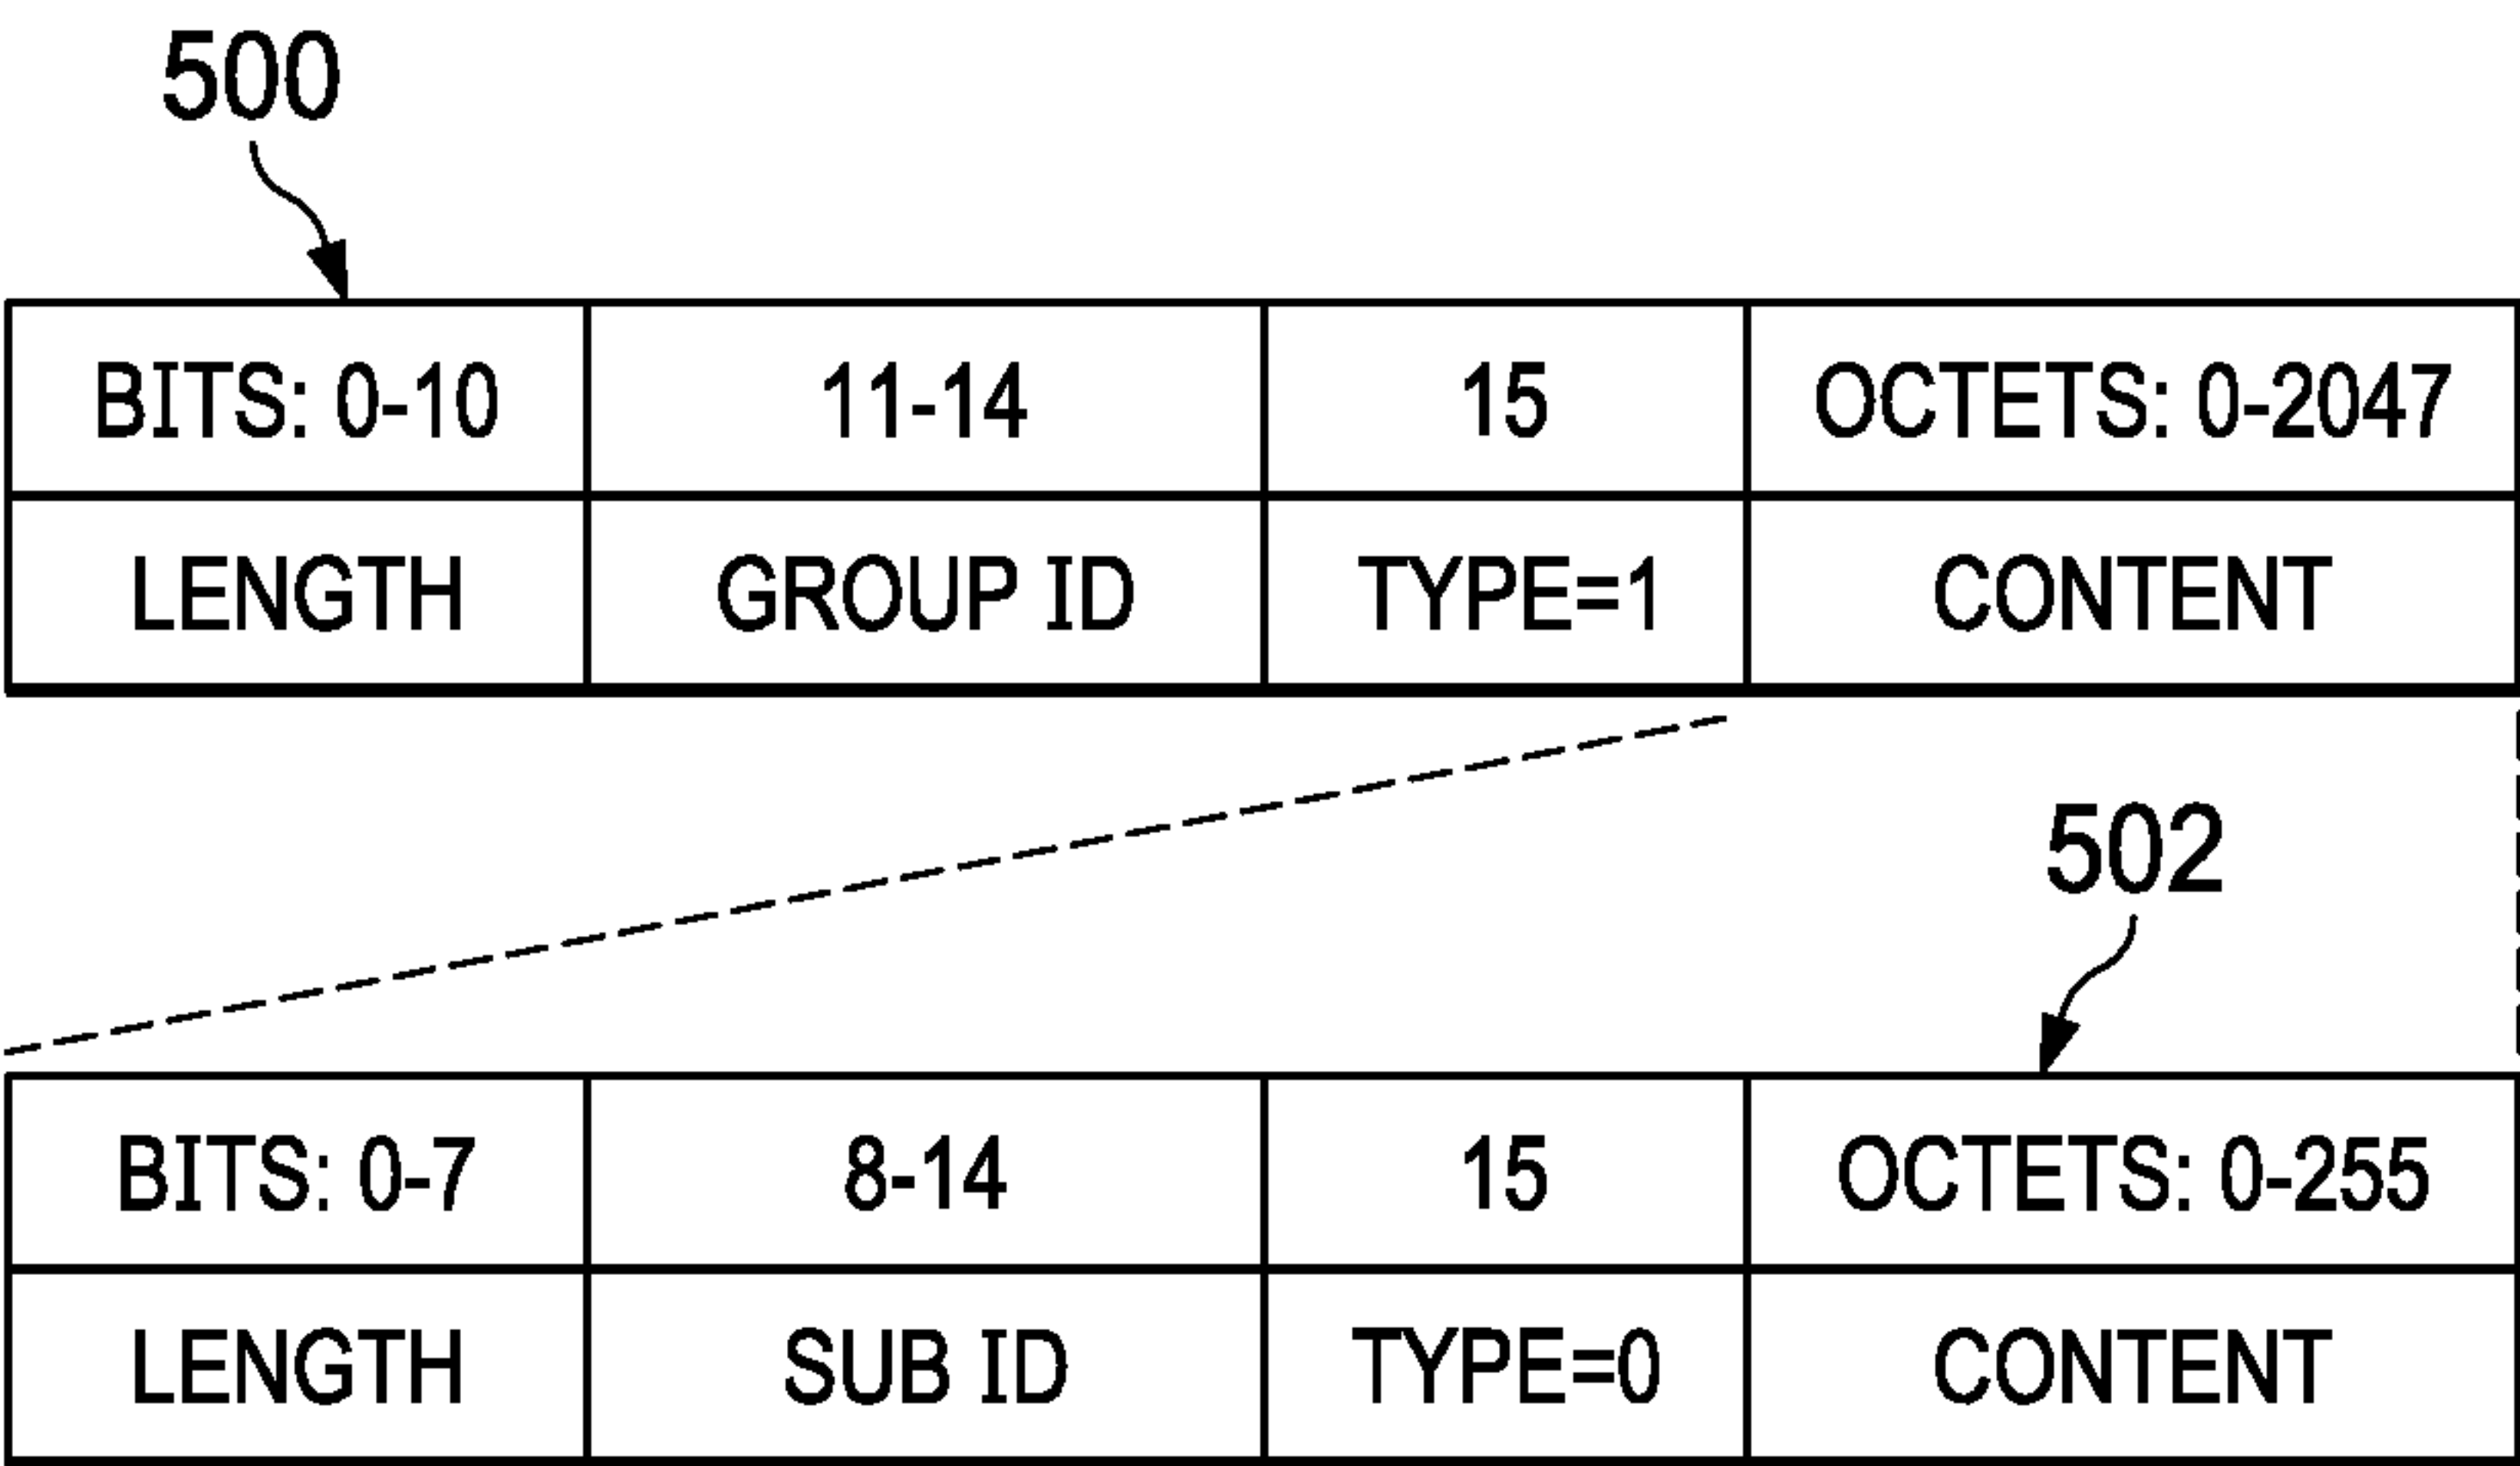 500
BITS: 0-10 11-14 15 OCTETS: 0-2047
LENGTH GROUP ID TYPE=1 CONTENT
502
BITS: 0-7 8-14 15 OCTETS: 0-255
LENGTH SUB ID TYPE=0 CONTENT